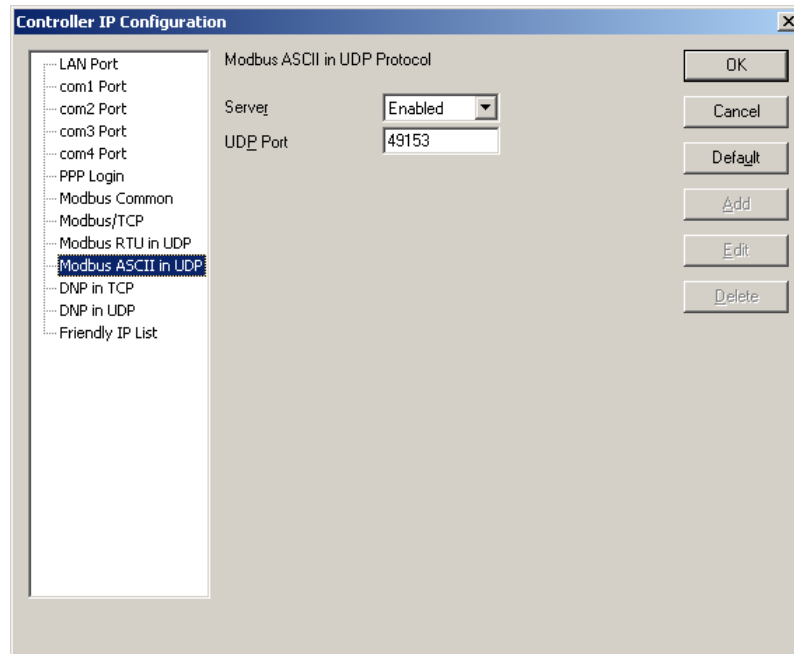 Controller IP Configuration
LAN Port
com1 Port
com2 Port
com3 Port
com4 Port
PPP Login
Modbus Common
Modbus/TCP
Modbus RTU in UDP
Modbus ASCII in UDP
DNP in TCP
DNP in UDP
Friendly IP List
Modbus ASCII in UDP Protocol
Server Enabled
UDP Port 49153
OK
Cancel
Default
Add
Edit
Delete